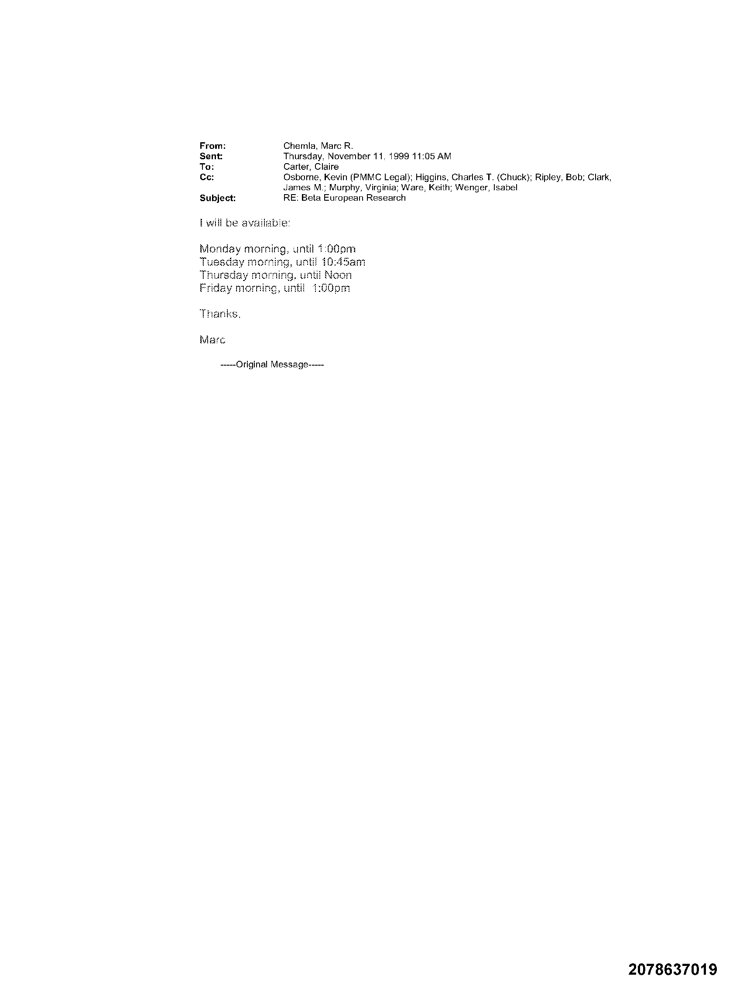 From: Chemla, Marc R.
Sent: Thursday, November 11, 1999 11:05 AM
To: Carter, Claire
Cc: Osborne, Kevin (PMMC Legal); Higgins, Charles T. (Chuck); Ripley, Bob; Clark,
James M.; Murphy, Virginia; Ware, Keith; Wenger, Isabel
Subject: RE: Beta European Research
I will be available:
Monday morning, until 1:00pm
Tuesday morning, until 10:45am
Thursday morning, until Noon
Friday morning, until 1:00pm
Thanks,
Marc
-----Original Message-----
2078637019